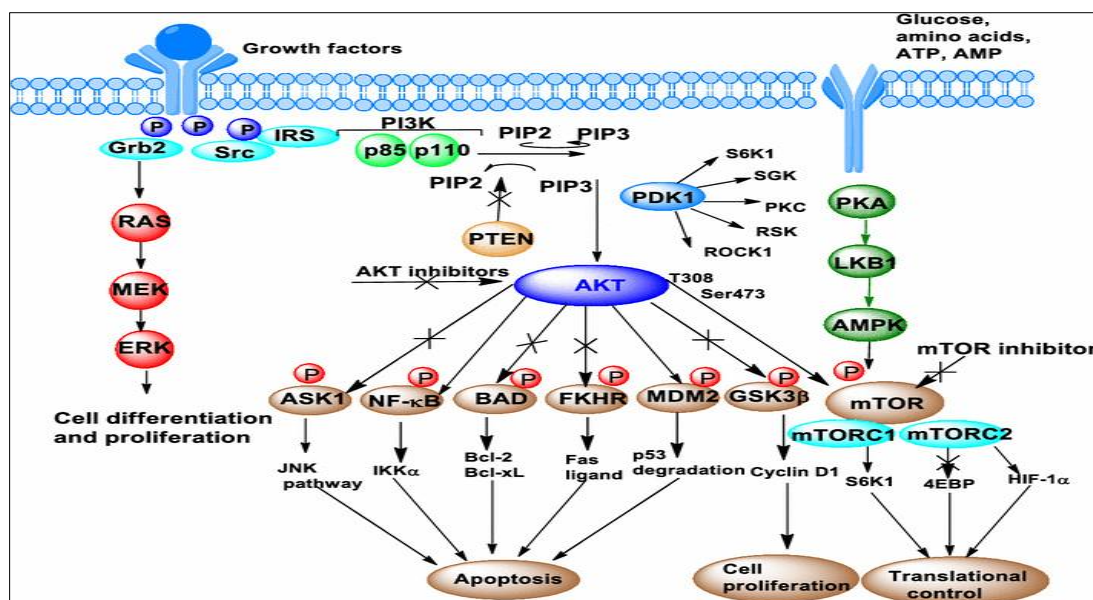 Growth factors
Glucose,
amino acids,
ATP, AMP
P
P
P
Grb2
Src
IRS
PI3K
p85
p110
PIP2
PIP3
PIP2
PIP3
PTEN
PDK1
S6K1
SGK
PKC
RSK
ROCK1
PKA
LKB1
AMPK
RAS
MEK
ERK
Cell differentiation
and proliferation
AKT inhibitors
AKT
T308
Ser473
mTOR inhibitor
P
P
P
P
P
P
P
ASK1
NF-κB
BAD
FKHR
MDM2
GSK3β
mTOR
mTORC1
mTORC2
JNK
pathway
IKKα
Bcl-2
Bcl-xL
Fas
ligand
p53
degradation
Cyclin D1
S6K1
4EBP
HIF-1α
Apoptosis
Cell
proliferation
Translational
control